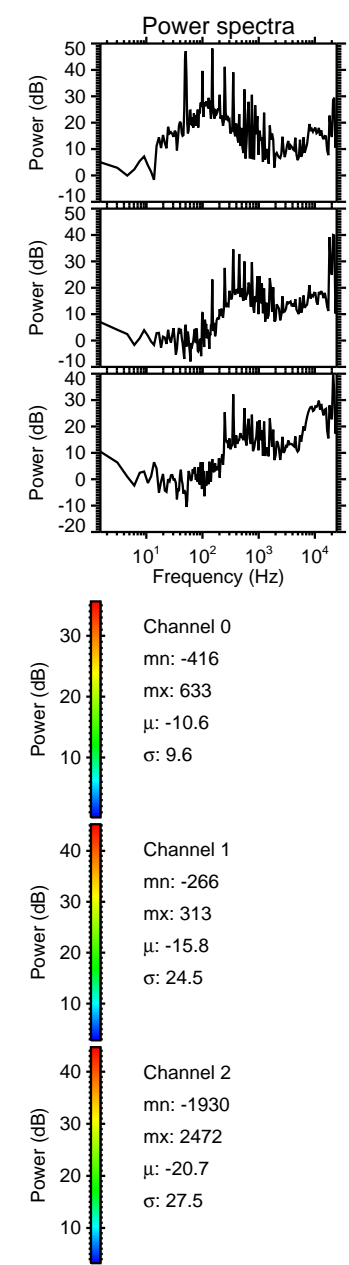 Power spectra
Power (dB)
50
40
30
20
10
0
-10
Power (dB)
50
40
30
20
10
0
-10
Power (dB)
40
30
20
10
0
-10
-20
10¹ 10² 10³ 10⁴
Frequency (Hz)
Power (dB)
30
20
10
Channel 0
mn: -416
mx: 633
μ: -10.6
σ: 9.6
Power (dB)
40
30
20
10
Channel 1
mn: -266
mx: 313
μ: -15.8
σ: 24.5
Power (dB)
40
30
20
10
Channel 2
mn: -1930
mx: 2472
μ: -20.7
σ: 27.5